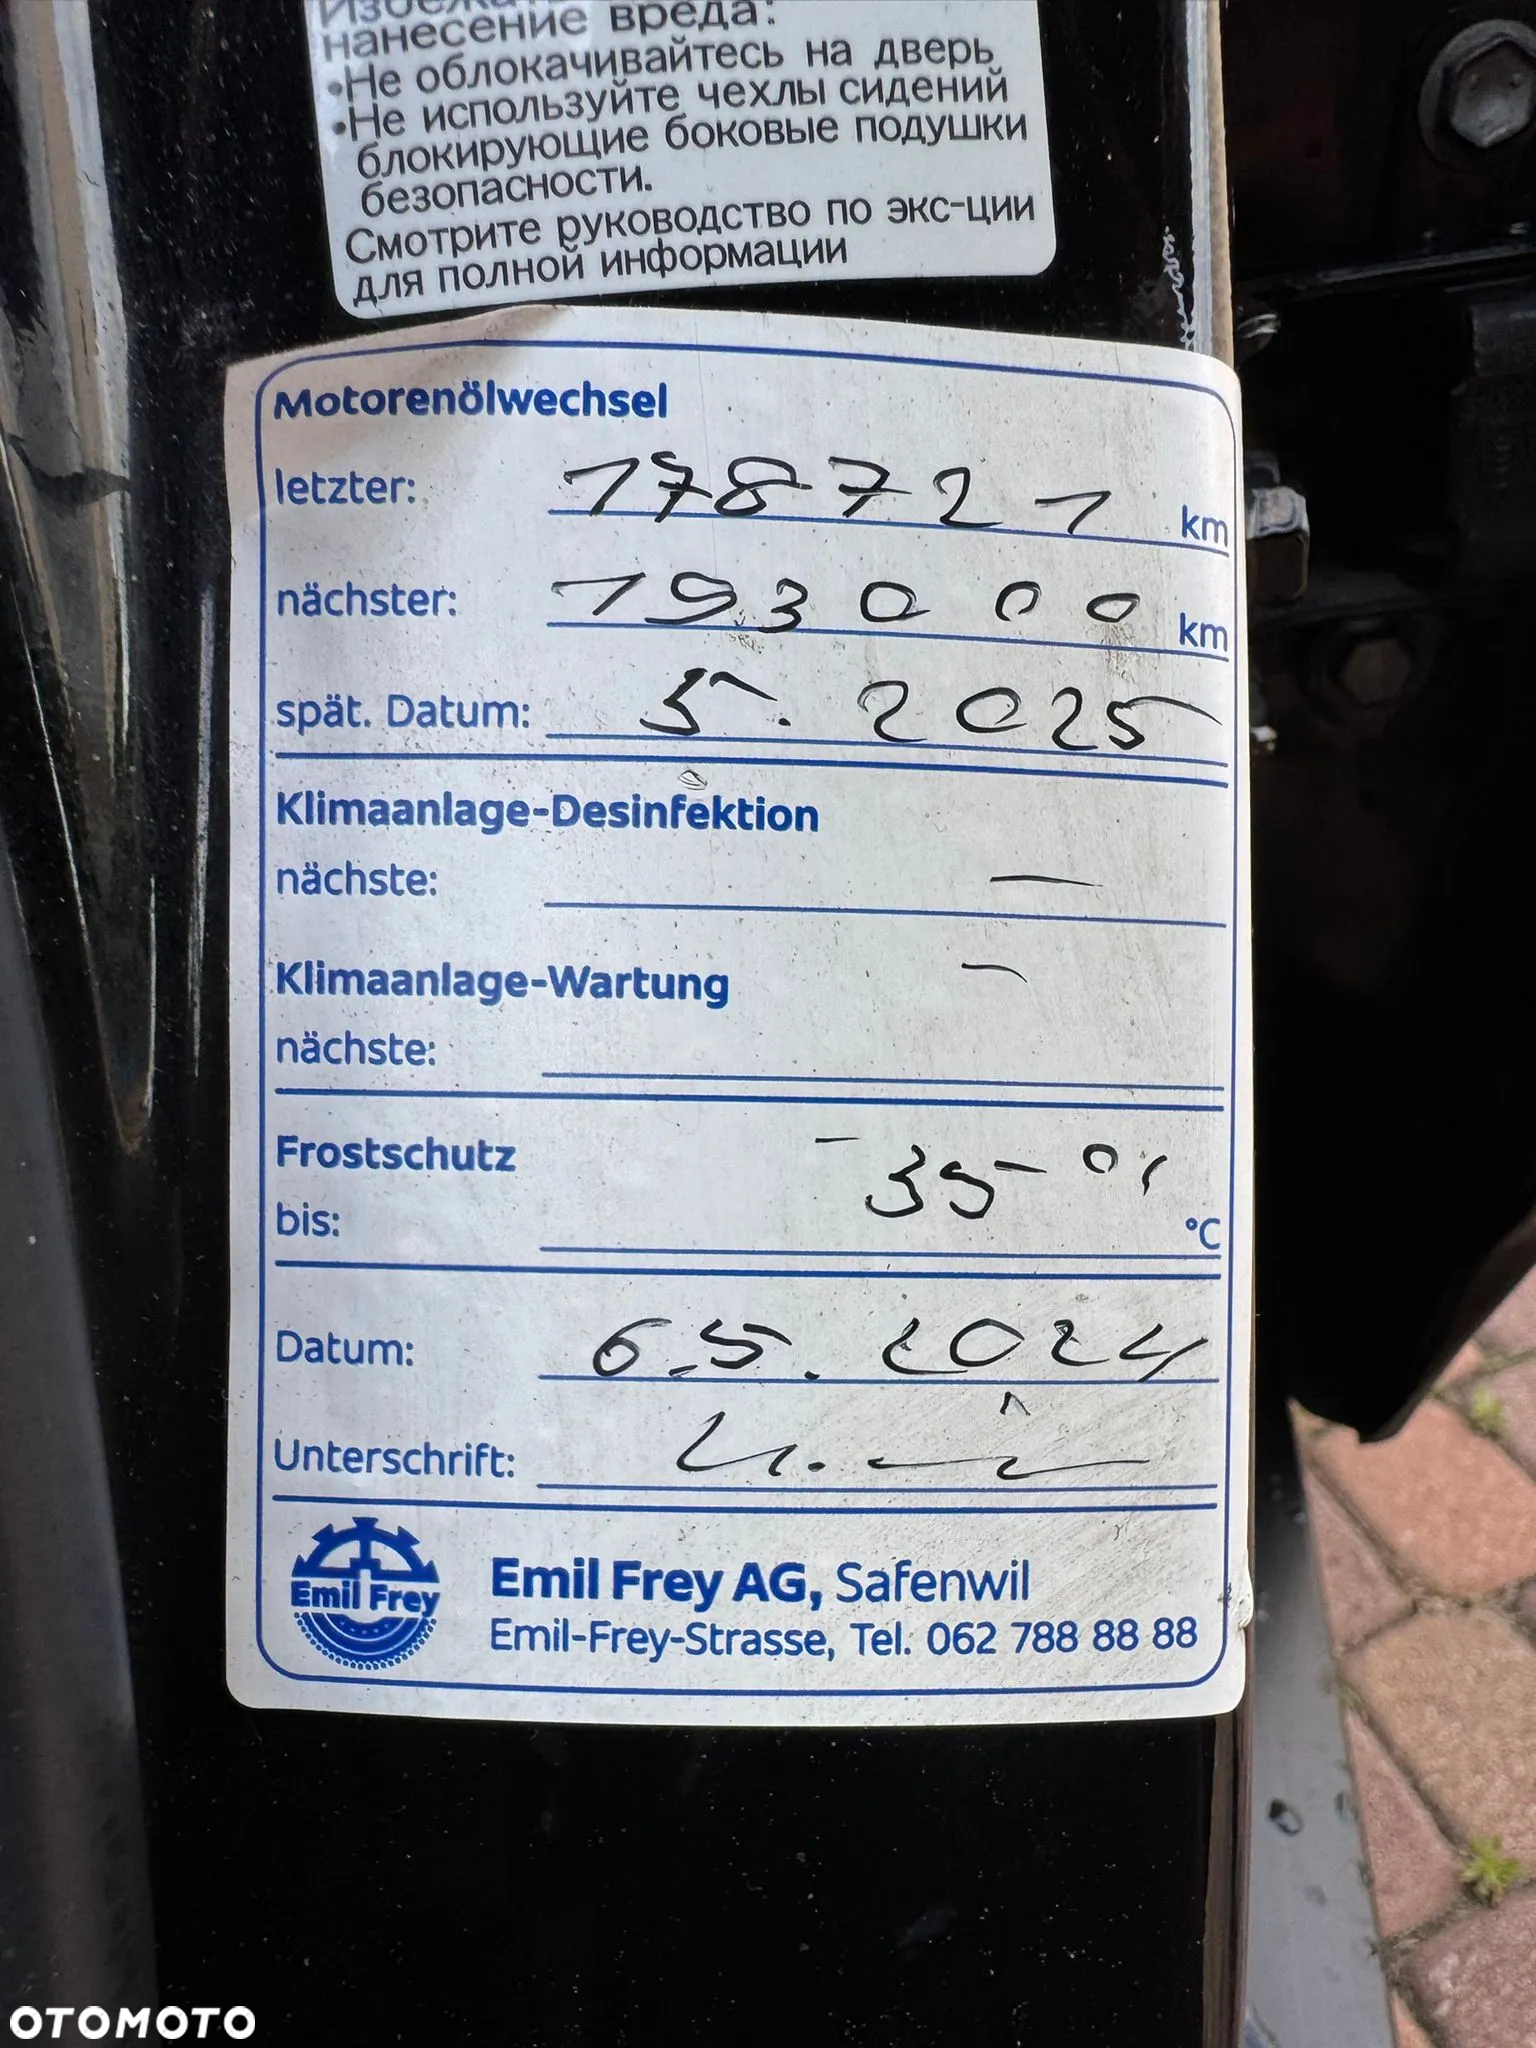 нанесение вреда:
•Не облокачивайтесь на дверь
•Не используйте чехлы сидений
блокирующие боковые подушки
безопасности.
Смотрите руководство по экс-ции
для полной информации
Motorenölwechsel
letzter: 178721 km
nächster: 193000 km
spät. Datum: 5. 2025
Klimaanlage-Desinfektion
nächste: —
Klimaanlage-Wartung —
nächste:
Frostschutz
bis: -35 °C
Datum: 6.5.2024
Unterschrift:
Emil Frey
Emil Frey AG, Safenwil
Emil-Frey-Strasse, Tel. 062 788 88 88
OTOMOTO